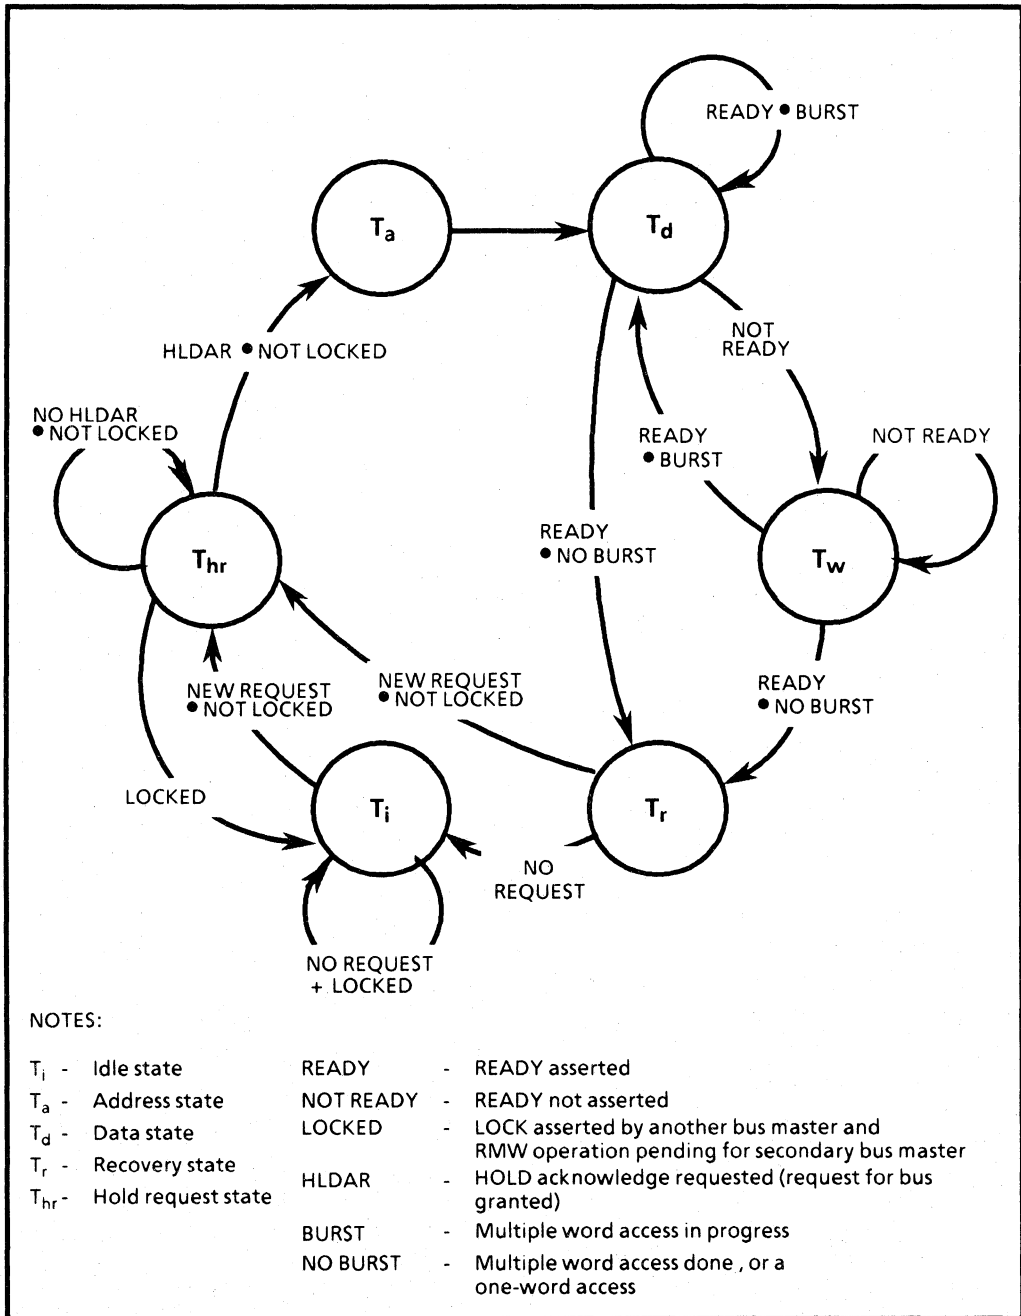 READY • BURST
Ta
Td
HLDAR • NOT LOCKED
NOT
READY
NO HLDAR
• NOT LOCKED
READY
• BURST
NOT READY
Thr
READY
• NO BURST
Tw
NEW REQUEST
• NOT LOCKED
NEW REQUEST
• NOT LOCKED
READY
• NO BURST
LOCKED
Ti
Tr
NO
REQUEST
NO REQUEST
+ LOCKED
NOTES:
Ti - Idle state
Ta - Address state
Td - Data state
Tr - Recovery state
Thr - Hold request state
READY - READY asserted
NOT READY - READY not asserted
LOCKED - LOCK asserted by another bus master and
RMW operation pending for secondary bus master
HLDAR - HOLD acknowledge requested (request for bus
granted)
BURST - Multiple word access in progress
NO BURST - Multiple word access done, or a
one-word access